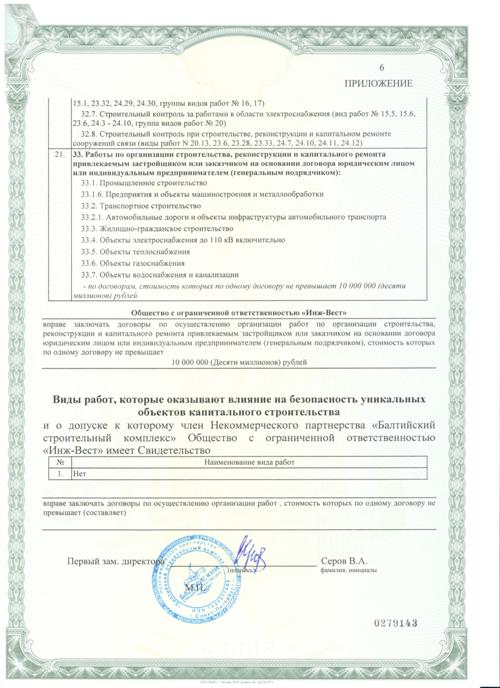 6
ПРИЛОЖЕНИЕ
15.1, 23.32, 24.29, 24.30, группы видов работ № 16, 17)
32.7. Строительный контроль за работами в области электроснабжения (вид работ № 15.5, 15.6,
23.6, 24.3 - 24.10, группа видов работ № 20)
32.8. Строительный контроль при строительстве, реконструкции и капитальном ремонте
сооружений связи (виды работ N 20.13, 23.6, 23.28, 23.33, 24.7, 24.10, 24.11, 24.12)
21. 33. Работы по организации строительства, реконструкции и капитального ремонта
привлекаемым застройщиком или заказчиком на основании договора юридическим лицом
или индивидуальным предпринимателем (генеральным подрядчиком):
33.1. Промышленное строительство
33.1.6. Предприятия и объекты машиностроения и металлообработки
33.2. Транспортное строительство
33.2.1. Автомобильные дороги и объекты инфраструктуры автомобильного транспорта
33.3. Жилищно-гражданское строительство
33.4. Объекты электроснабжения до 110 кВ включительно
33.5. Объекты теплоснабжения
33.6. Объекты газоснабжения
33.7. Объекты водоснабжения и канализации
- по договорам, стоимость которых по одному договору не превышает 10 000 000 (десяти
миллионов) рублей
Общество с ограниченной ответственностью «Инж-Вест»
вправе заключать договоры по осуществлению организации работ по организации строительства,
реконструкции и капитального ремонта привлекаемым застройщиком или заказчиком на основании договора
юридическим лицом или индивидуальным предпринимателем (генеральным подрядчиком), стоимость которых
по одному договору не превышает
10 000 000 (Десяти миллионов) рублей
Виды работ, которые оказывают влияние на безопасность уникальных
объектов капитального строительства
и о допуске к которому член Некоммерческого партнерства «Балтийский
строительный комплекс» Общество с ограниченной ответственностью
«Инж-Вест» имеет Свидетельство
№ Наименование вида работ
1. Нет
вправе заключать договоры по осуществлению организации работ , стоимость которых по одному договору не
превышает (составляет)
Первый зам. директора Серов В.А.
подпись фамилия, инициалы
М.П.
0279143